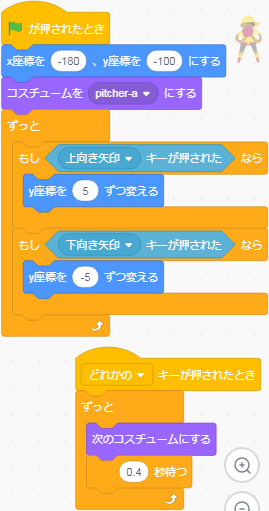 が押されたとき
x座標を -180 、y座標を -100 にする
コスチュームを pitcher-a にする
ずっと
もし 上向き矢印 キーが押された なら
y座標を 5 ずつ変える
もし 下向き矢印 キーが押された なら
y座標を -5 ずつ変える
どれかの キーが押されたとき
ずっと
次のコスチュームにする
0.4 秒待つ